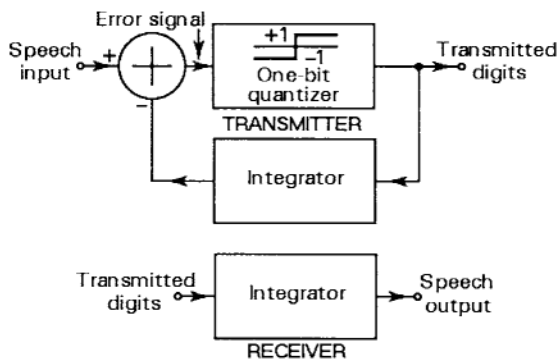 Error signal
Speech
input
+
+1
-1
One-bit
quantizer
Transmitted
digits
−
TRANSMITTER
Integrator
Transmitted
digits
Integrator
Speech
output
RECEIVER